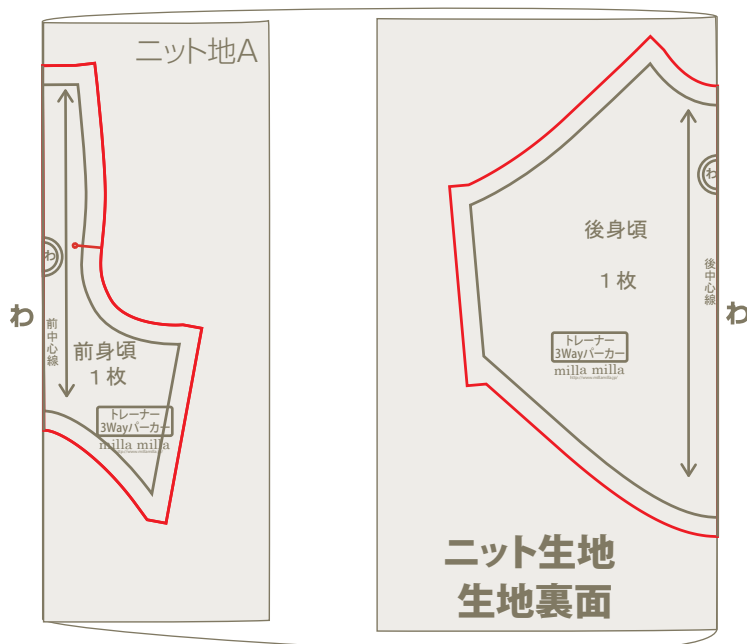 ニット地A
わ
わ
前中心線
前身頃
1枚
トレーナー
3Wayパーカー
milla milla
後身頃
1枚
わ
後中心線
わ
トレーナー
3Wayパーカー
milla milla
ニット生地
生地裏面